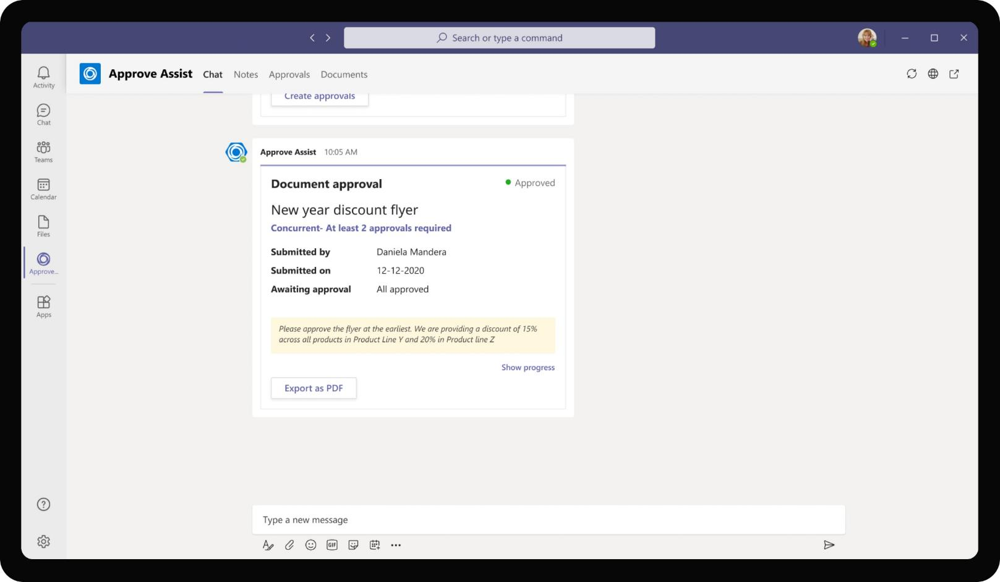 Search or type a command
Activity
Chat
Teams
Calendar
Files
Approve...
Apps
Approve Assist Chat Notes Approvals Documents
Create approvals
Approve Assist 10:05 AM
Document approval Approved
New year discount flyer
Concurrent- At least 2 approvals required
Submitted by Daniela Mandera
Submitted on 12-12-2020
Awaiting approval All approved
Please approve the flyer at the earliest. We are providing a discount of 15%
across all products in Product Line Y and 20% in Product line Z
Show progress
Export as PDF
Type a new message
GIF